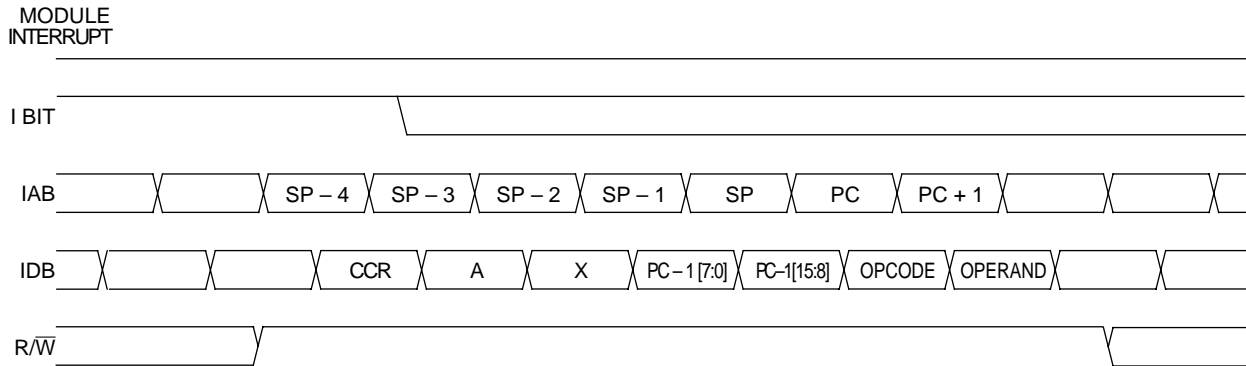 MODULE
INTERRUPT
I BIT
IAB SP – 4 SP – 3 SP – 2 SP – 1 SP PC PC + 1
IDB CCR A X PC – 1 [7:0] PC–1[15:8] OPCODE OPERAND
R/W̅